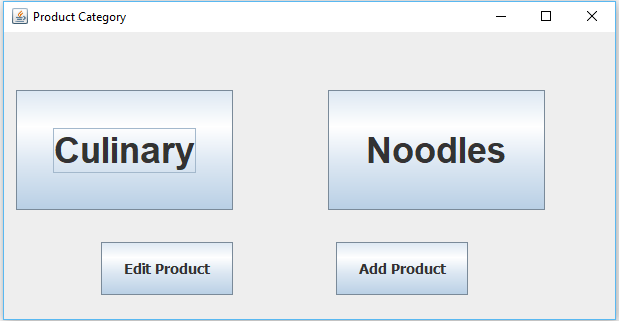 Product Category
Culinary
Noodles
Edit Product
Add Product